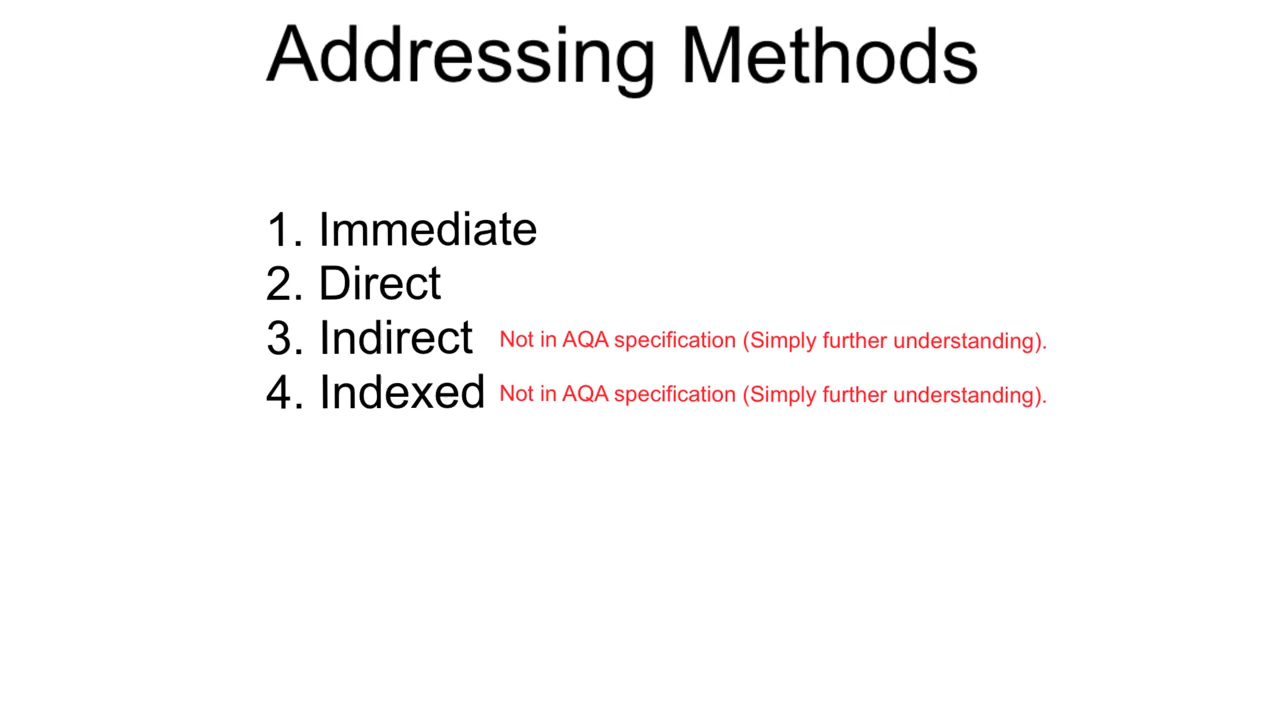 Addressing Methods
1. Immediate
2. Direct
3. Indirect Not in AQA specification (Simply further understanding).
4. Indexed Not in AQA specification (Simply further understanding).